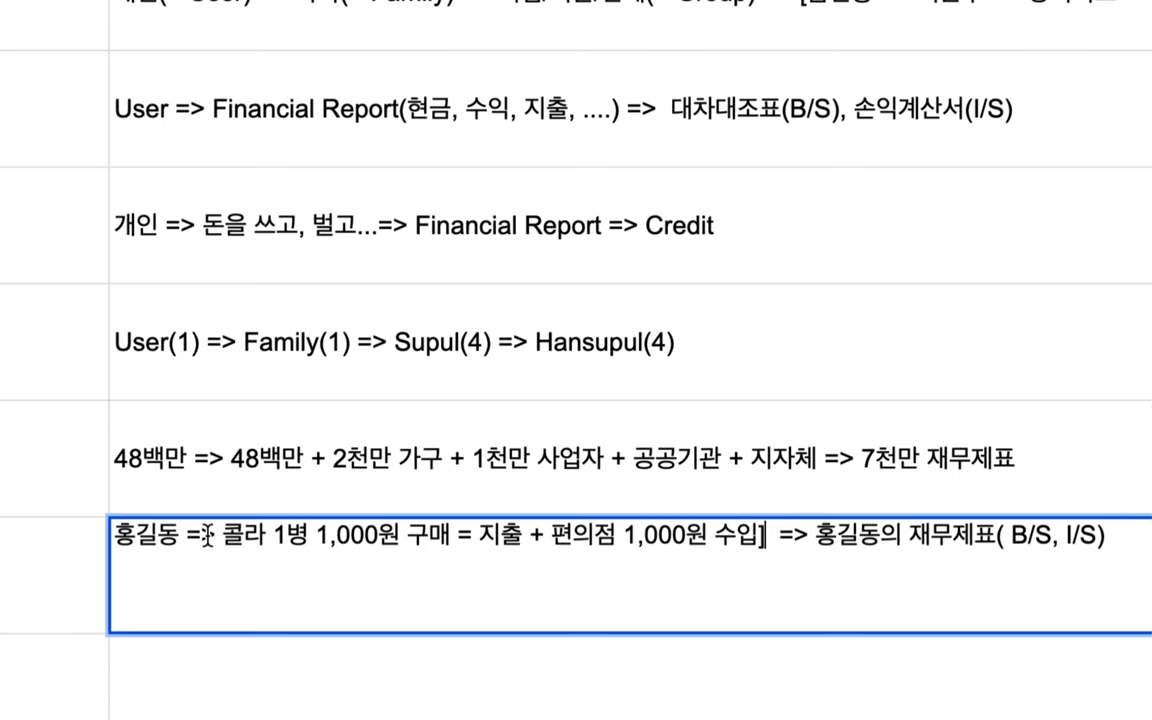 User => Financial Report(현금, 수익, 지출, ....) => 대차대조표(B/S), 손익계산서(I/S)
개인 => 돈을 쓰고, 벌고...=> Financial Report => Credit
User(1) => Family(1) => Supul(4) => Hansupul(4)
48백만 => 48백만 + 2천만 가구 + 1천만 사업자 + 공공기관 + 지자체 => 7천만 재무제표
홍길동 => 콜라 1병 1,000원 구매 = 지출 + 편의점 1,000원 수입] => 홍길동의 재무제표( B/S, I/S)